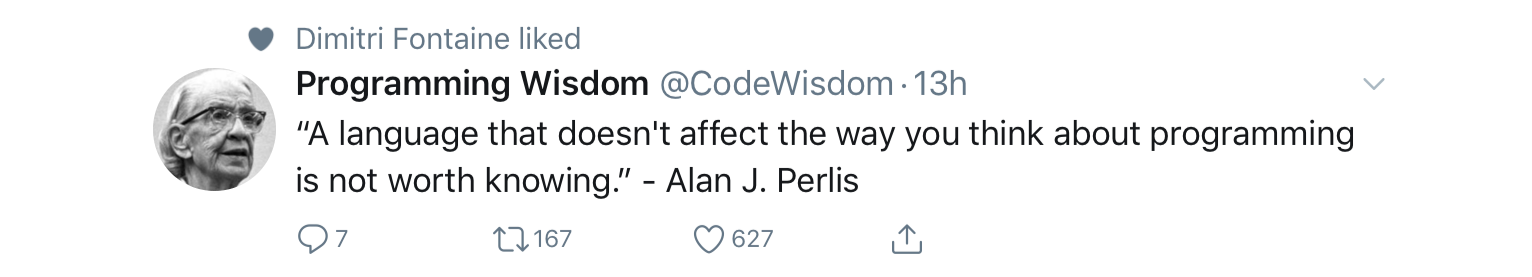 Dimitri Fontaine liked
Programming Wisdom @CodeWisdom · 13h
“A language that doesn't affect the way you think about programming
is not worth knowing.” - Alan J. Perlis
7 167 627